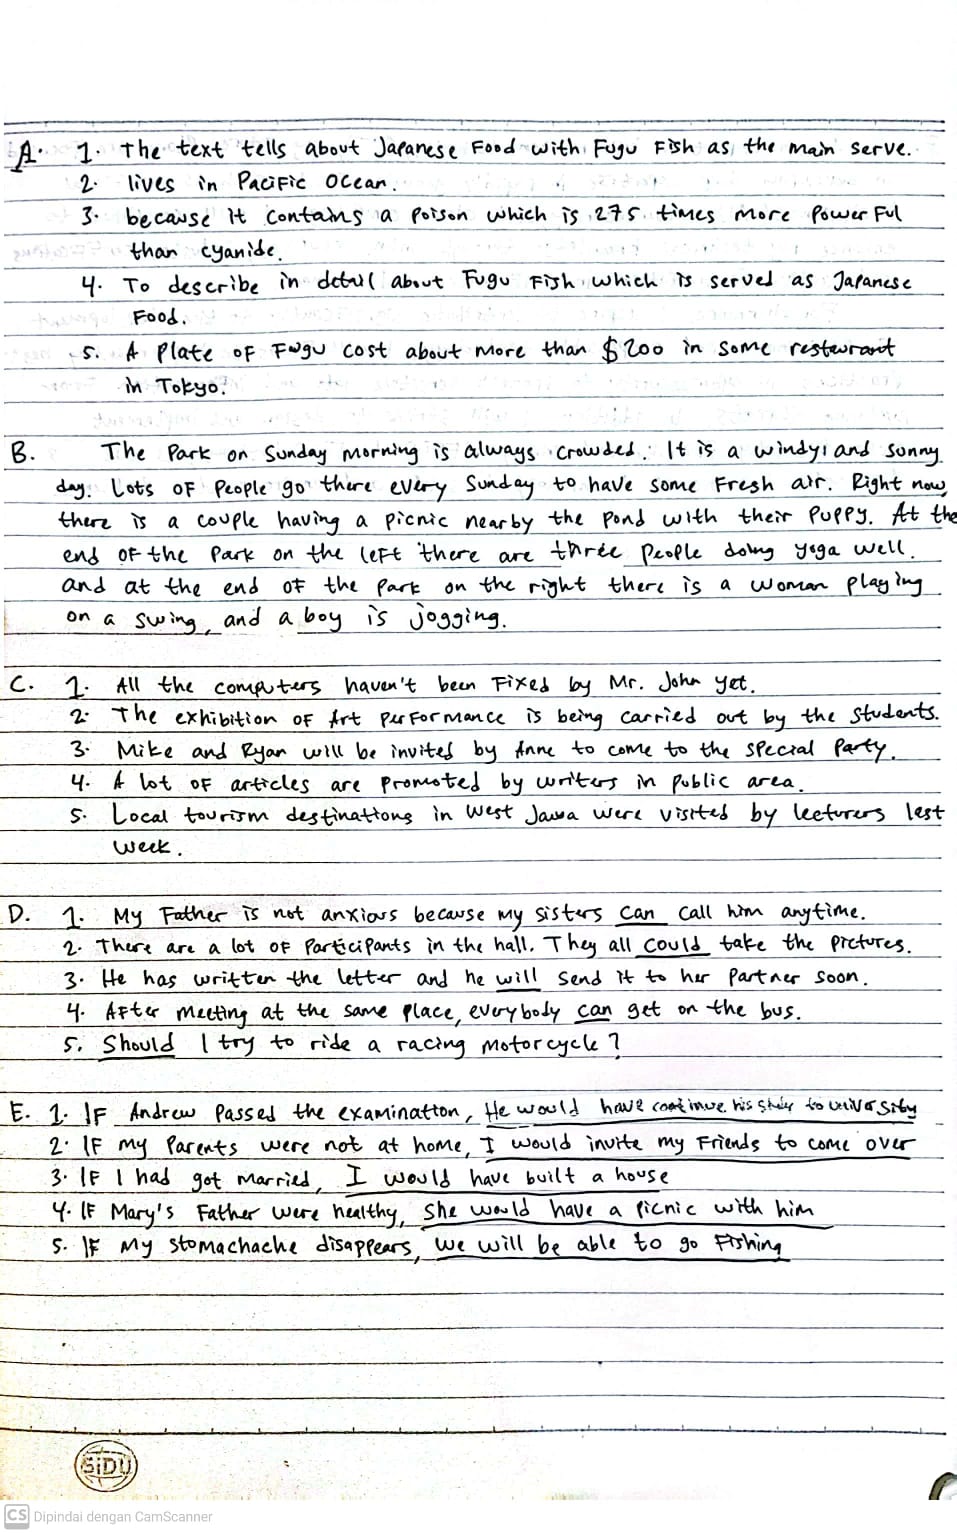 A. 1. The text tells about Japanese Food with Fugu Fish as the main serve.
2. lives in Pacific Ocean.
3. because it contains a poison which is 275 times more powerful
than cyanide.
4. To describe in detail about Fugu Fish which is served as Japanese
Food.
5. A Plate of Fugu cost about more than $200 in some restaurant
in Tokyo.
B. The Park on Sunday morning is always crowded. It is a windy, and sunny
day. Lots of people go there every Sunday to have some fresh air. Right now,
there is a couple having a picnic nearby the pond with their puppy. At the
end of the Park on the left there are three people doing yoga well.
and at the end of the Park on the right there is a woman playing
on a swing, and a boy is jogging.
C. 1. All the computers haven't been fixed by Mr. John yet.
2. The exhibition of Art performance is being carried out by the students.
3. Mike and Ryan will be invited by Anne to come to the special Party.
4. A lot of articles are promoted by writers in public area.
5. Local tourism destinations in West Jawa were visited by lecturers last
week.
D. 1. My Father is not anxious because my sisters can call him anytime.
2. There are a lot of participants in the hall. They all could take the pictures.
3. He has written the letter and he will send it to her partner soon.
4. After meeting at the same place, everybody can get on the bus.
5. Should I try to ride a racing motorcycle?
E. 1. If Andrew passed the examination, He would have continue his study to university
2. If my parents were not at home, I would invite my friends to come over
3. If I had got married, I would have built a house
4. If Mary's Father were healthy, she would have a picnic with him
5. If my stomachache disappears, we will be able to go fishing
SiDU
CS Dipindai dengan CamScanner